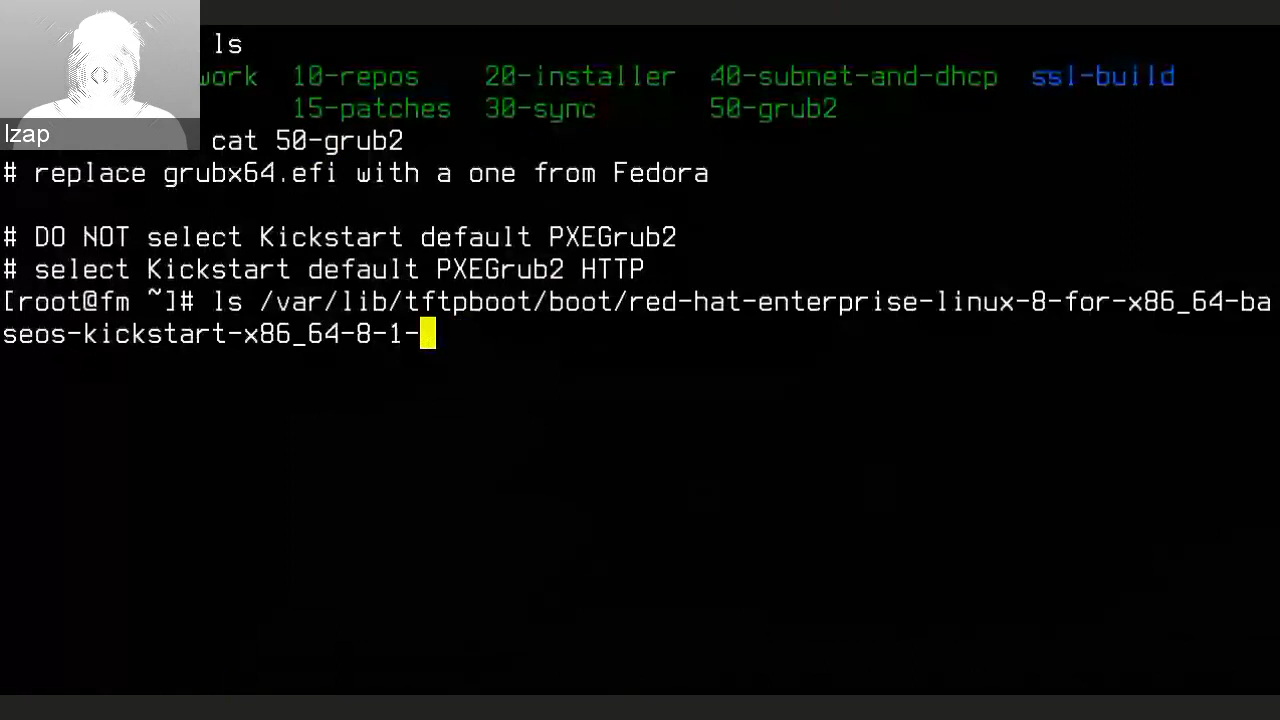 ls
work 10-repos 20-installer 40-subnet-and-dhcp ssl-build
15-patches 30-sync 50-grub2
lzap
cat 50-grub2
# replace grubx64.efi with a one from Fedora
# DO NOT select Kickstart default PXEGrub2
# select Kickstart default PXEGrub2 HTTP
[root@fm ~]# ls /var/lib/tftpboot/boot/red-hat-enterprise-linux-8-for-x86_64-ba
seos-kickstart-x86_64-8-1-